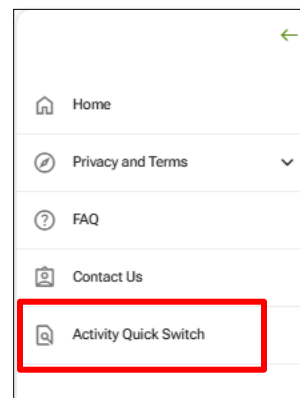 Home
Privacy and Terms
FAQ
Contact Us
Activity Quick Switch